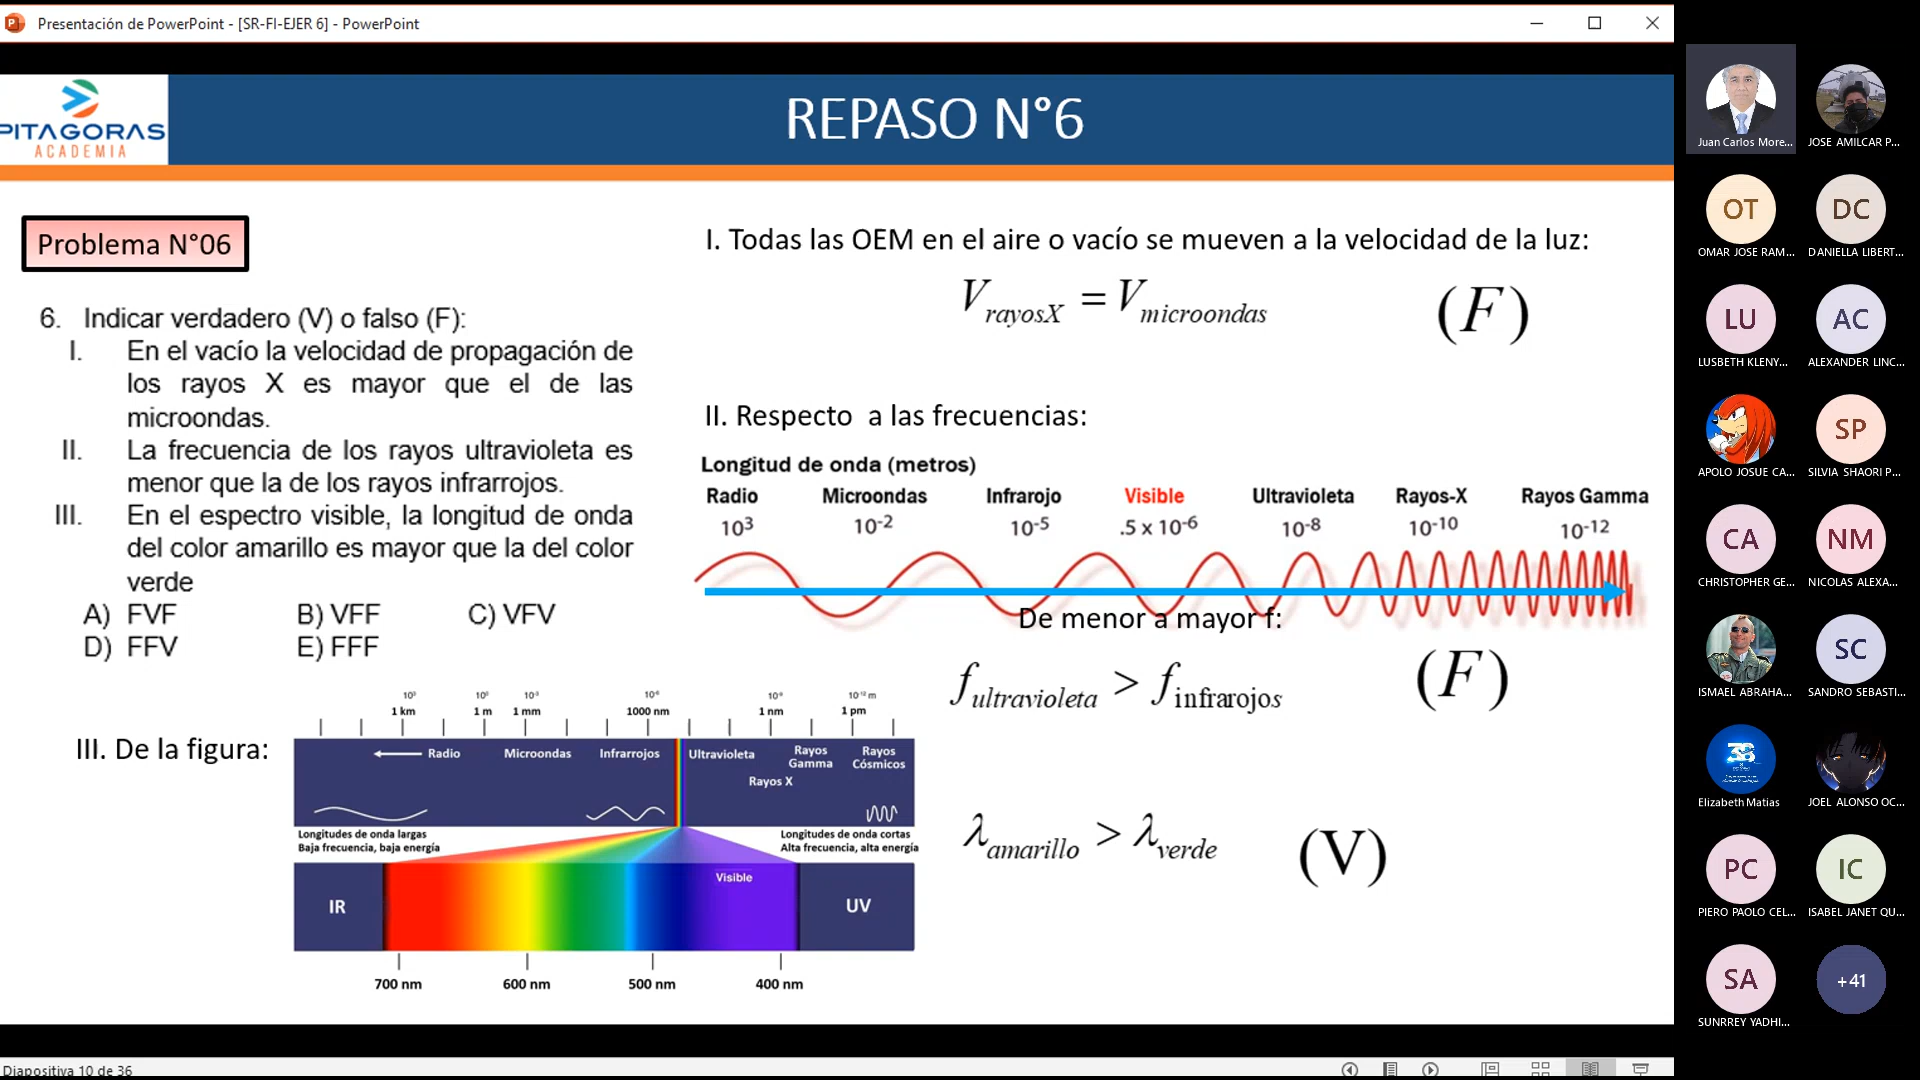 Presentación de PowerPoint - [SR-FI-EJER 6] - PowerPoint
PITAGORAS
ACADEMIA
REPASO N°6
Problema N°06
6. Indicar verdadero (V) o falso (F):
I. En el vacío la velocidad de propagación de
los rayos X es mayor que el de las
microondas.
II. La frecuencia de los rayos ultravioleta es
menor que la de los rayos infrarrojos.
III. En el espectro visible, la longitud de onda
del color amarillo es mayor que la del color
verde
A) FVF B) VFF C) VFV
D) FFV E) FFF
I. Todas las OEM en el aire o vacío se mueven a la velocidad de la luz:
V rayosX = V microondas (F)
II. Respecto a las frecuencias:
Longitud de onda (metros)
Radio Microondas Infrarojo Visible Ultravioleta Rayos-X Rayos Gamma
10³ 10⁻² 10⁻⁵ .5 x 10⁻⁶ 10⁻⁸ 10⁻¹⁰ 10⁻¹²
De menor a mayor f:
f ultravioleta > f infrarojos (F)
III. De la figura:
1 km 1 m 1 mm 1000 nm 1 nm 1 pm
Radio Microondas Infrarrojos Ultravioleta Rayos Gamma Rayos Cósmicos
Rayos X
Longitudes de onda largas
Baja frecuencia, baja energía
Longitudes de onda cortas
Alta frecuencia, alta energía
Visible
IR UV
700 nm 600 nm 500 nm 400 nm
λ amarillo > λ verde (V)
Diapositiva 10 de 36
Juan Carlos More...
JOSE AMILCAR P...
OT
OMAR JOSE RAM...
DC
DANIELLA LIBERT...
LU
LUSBETH KLENY...
AC
ALEXANDER LINC...
APOLO JOSUE CA...
SP
SILVIA SHAORI P...
CA
CHRISTOPHER GE...
NM
NICOLAS ALEXA...
ISMAEL ABRAHA...
SC
SANDRO SEBASTI...
Elizabeth Matias
JOEL ALONSO OC...
PC
PIERO PAOLO CEL...
IC
ISABEL JANET QU...
SA
SUNRREY YADHI...
+41